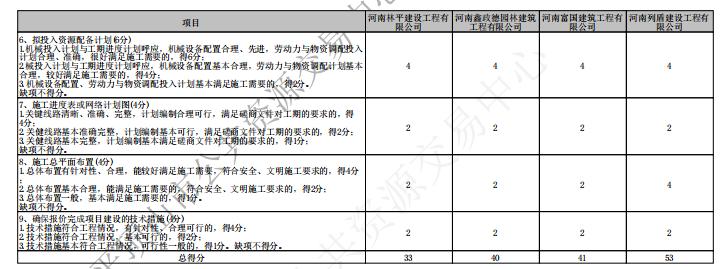 项目
河南林平建设工程有限公司
河南鑫政德园林建筑工程有限公司
河南富国建筑工程有限公司
河南列盾建设工程有限公司
6、拟投入资源配备计划(6分)
1.机械投入计划与工期进度计划呼应，机械设备配置合理、先进，劳动力与物资调配投入
计划合理、准确，很好满足施工需要的，得6分；
2.械投入计划与工期进度计划呼应，机械设备配置基本合理，劳动力与物资调配计划基本
合理，较好满足施工需要的，得4分；
3.机械设备配置、劳动力与物资调配投入计划基本满足施工需要的，得2分。
缺项不得分。
4 4 4 4
7、施工进度表或网络计划图(4分)
1.关键线路清晰、准确、完整，计划编制合理可行，满足磋商文件对工期的要求的，得
4分；
2.关健线路基本准确完整，计划编制基本可行，满足磋商文件对工期的要求的，得2分；
3.关健线路基本完整，计划编制基本满足磋商文件对工期的要求的，得1分；
缺项不得分。
2 2 2 2
8、施工总平面布置(4分)
1.总体布置有针对性、合理，能较好满足施工需要，符合安全、文明施工要求的，得4分
；
2.总体布置基本合理，能满足施工需要的，符合安全、文明施工要求的，得2分；
3.总体布置一般，基本满足施工需要的，得1分。
缺项不得分。
2 2 2 4
9、确保报价完成项目建设的技术措施(4分)
1.技术措施符合工程情况，有针对性、合理可行的，得4分；
2.技术措施符合工程情况，基本可行的，得2分；
3.技术措施基本符合工程情况，可行性一般的，得1分。缺项不得分。
2 2 2 2
总得分 33 40 41 53